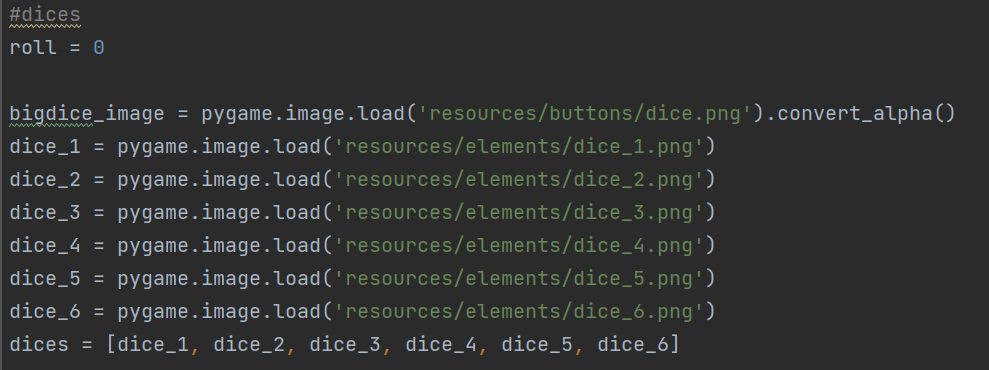 #dices
roll = 0
bigdice_image = pygame.image.load('resources/buttons/dice.png').convert_alpha()
dice_1 = pygame.image.load('resources/elements/dice_1.png')
dice_2 = pygame.image.load('resources/elements/dice_2.png')
dice_3 = pygame.image.load('resources/elements/dice_3.png')
dice_4 = pygame.image.load('resources/elements/dice_4.png')
dice_5 = pygame.image.load('resources/elements/dice_5.png')
dice_6 = pygame.image.load('resources/elements/dice_6.png')
dices = [dice_1, dice_2, dice_3, dice_4, dice_5, dice_6]